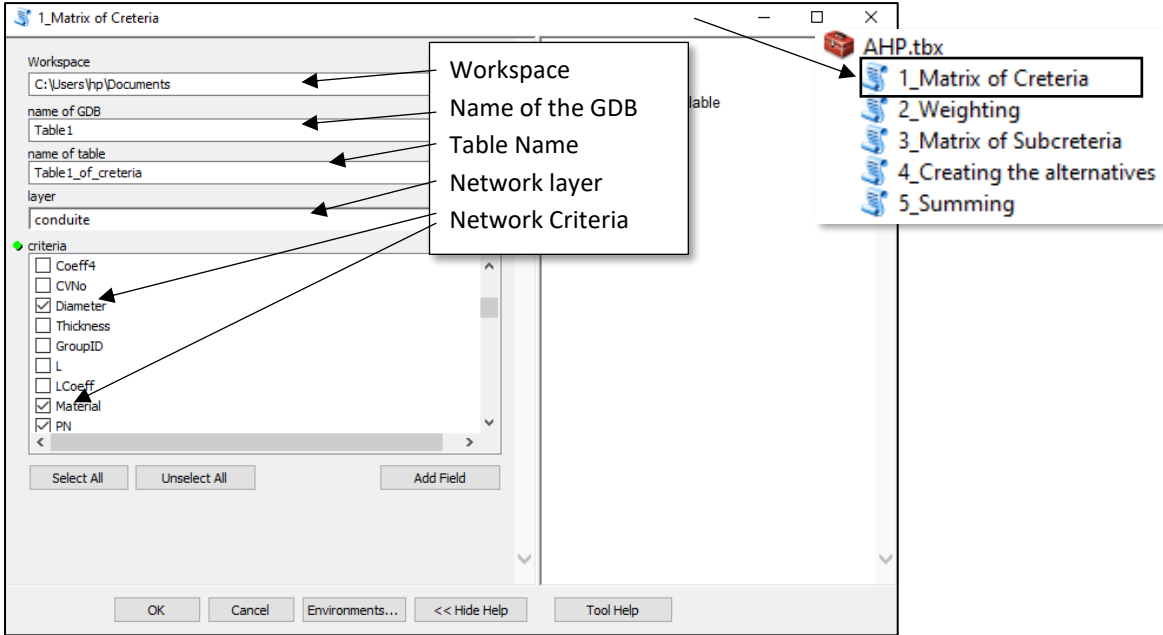 1_Matrix of Creteria
Workspace
C:\Users\hp\Documents
name of GDB
Table1
name of table
Table1_of_creteria
layer
conduite
criteria
Coeff4
CVNo
Diameter
Thickness
GroupID
L
LCoeff
Material
PN
Select All
Unselect All
Add Field
OK
Cancel
Environments...
<< Hide Help
Tool Help
Workspace
Name of the GDB
Table Name
Network layer
Network Criteria
lable
AHP.tbx
1_Matrix of Creteria
2_Weighting
3_Matrix of Subcreteria
4_Creating the alternatives
5_Summing